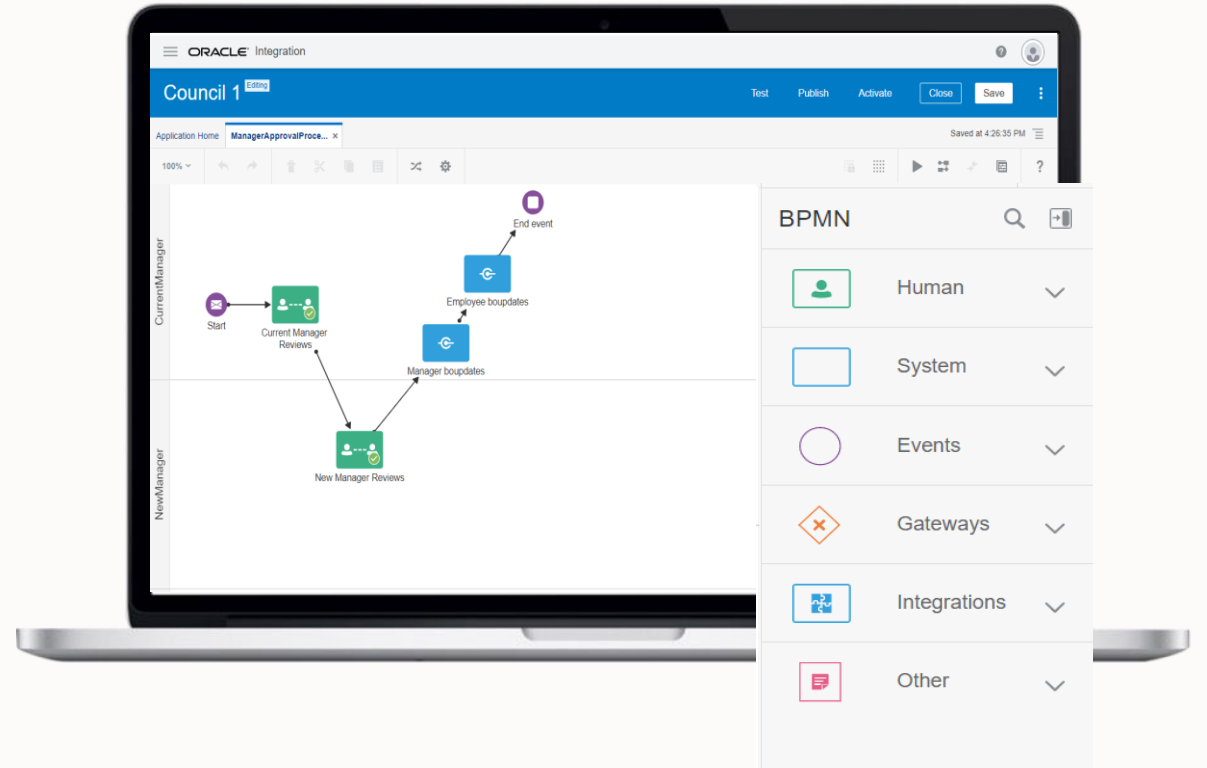 ORACLE Integration
Council 1 Editing
Test Publish Activate Close Save
Application Home ManagerApprovalProce... × Saved at 4:26:35 PM
100%
?
CurrentManager
End event
Employee boupdates
Start
Current Manager
Reviews
Manager boupdates
NewManager
New Manager Reviews
BPMN
Human
System
Events
Gateways
Integrations
Other